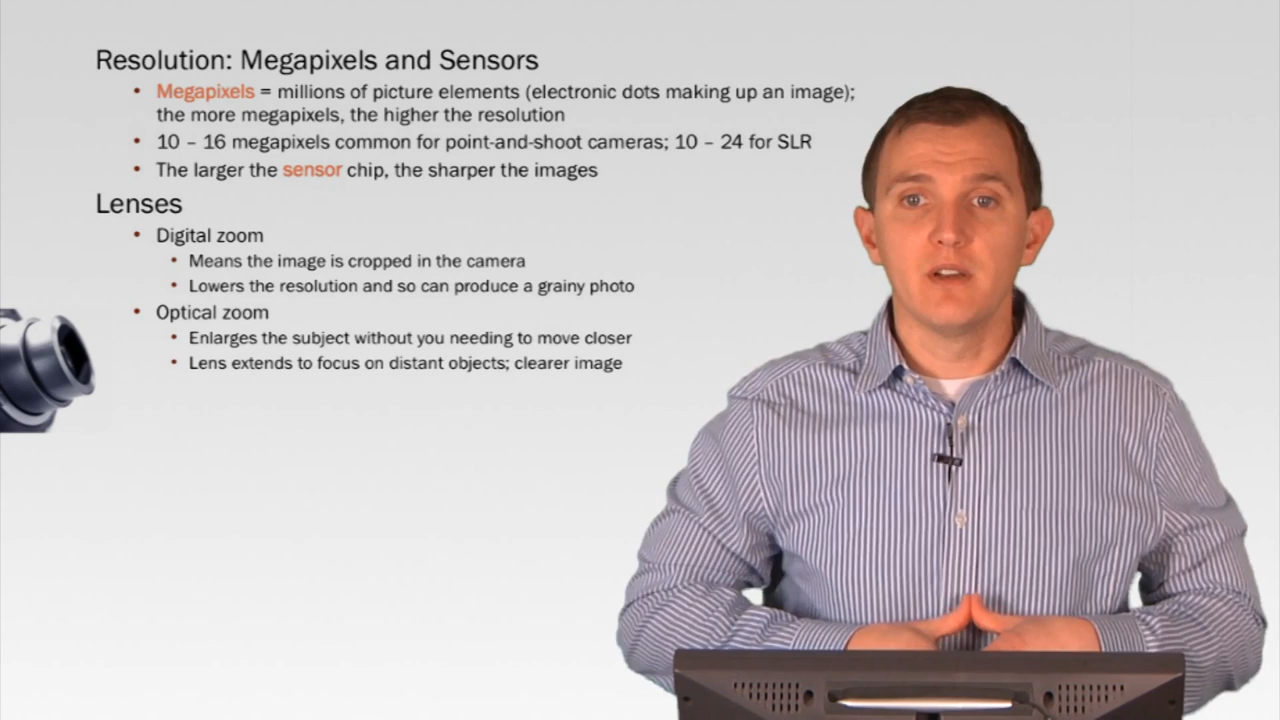 Resolution: Megapixels and Sensors
• Megapixels = millions of picture elements (electronic dots making up an image);
the more megapixels, the higher the resolution
• 10 – 16 megapixels common for point-and-shoot cameras; 10 – 24 for SLR
• The larger the sensor chip, the sharper the images
Lenses
• Digital zoom
• Means the image is cropped in the camera
• Lowers the resolution and so can produce a grainy photo
• Optical zoom
• Enlarges the subject without you needing to move closer
• Lens extends to focus on distant objects; clearer image